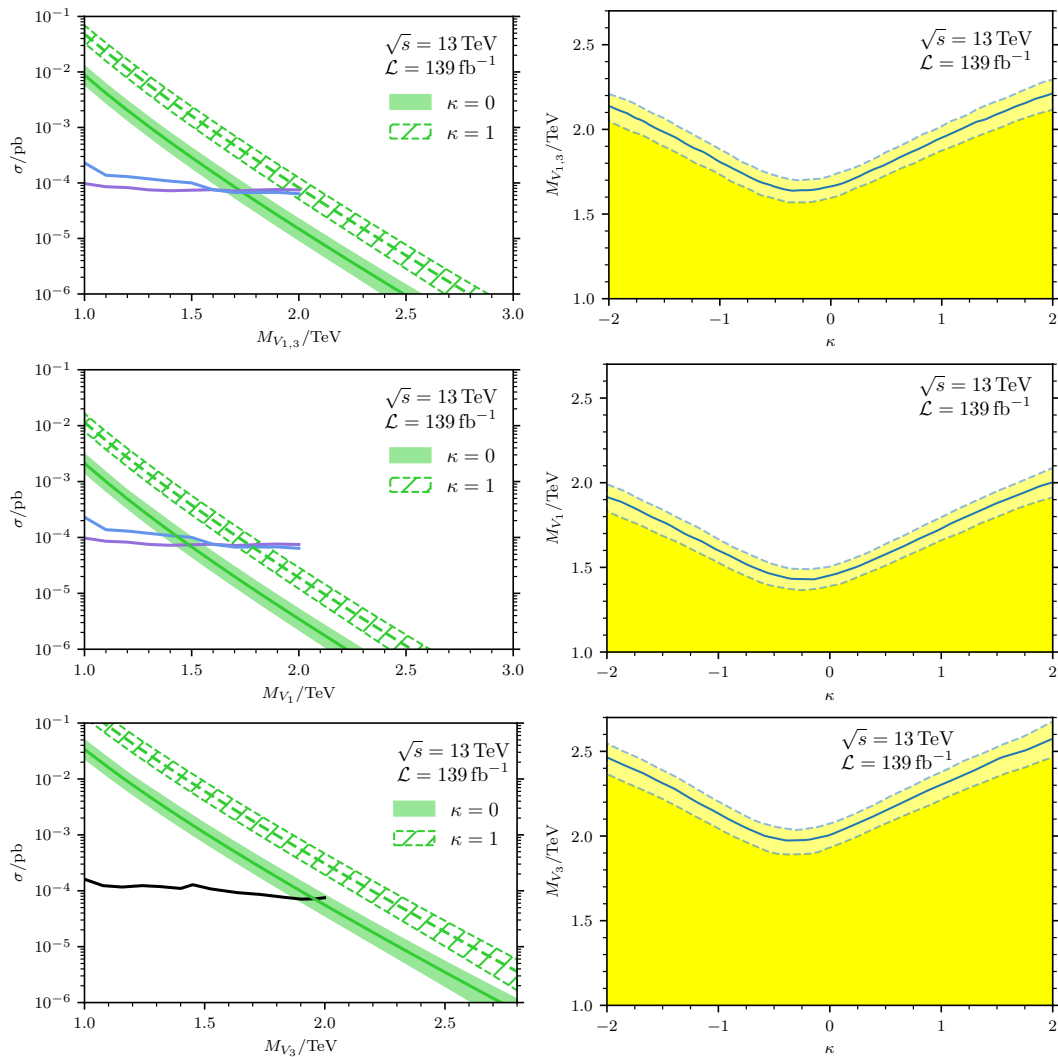 √s = 13 TeV
ℒ = 139 fb⁻¹
κ = 0
κ = 1
σ/pb
10⁻¹
10⁻²
10⁻³
10⁻⁴
10⁻⁵
10⁻⁶
1.0 1.5 2.0 2.5 3.0
M_{V_{1,3}}/TeV
√s = 13 TeV
ℒ = 139 fb⁻¹
M_{V_{1,3}}/TeV
2.5
2.0
1.5
1.0
−2 −1 0 1 2
κ
√s = 13 TeV
ℒ = 139 fb⁻¹
κ = 0
κ = 1
σ/pb
10⁻¹
10⁻²
10⁻³
10⁻⁴
10⁻⁵
10⁻⁶
1.0 1.5 2.0 2.5 3.0
M_{V_1}/TeV
√s = 13 TeV
ℒ = 139 fb⁻¹
M_{V_1}/TeV
2.5
2.0
1.5
1.0
−2 −1 0 1 2
κ
√s = 13 TeV
ℒ = 139 fb⁻¹
κ = 0
κ = 1
σ/pb
10⁻¹
10⁻²
10⁻³
10⁻⁴
10⁻⁵
10⁻⁶
1.0 1.5 2.0 2.5
M_{V_3}/TeV
√s = 13 TeV
ℒ = 139 fb⁻¹
M_{V_3}/TeV
2.5
2.0
1.5
1.0
−2 −1 0 1 2
κ